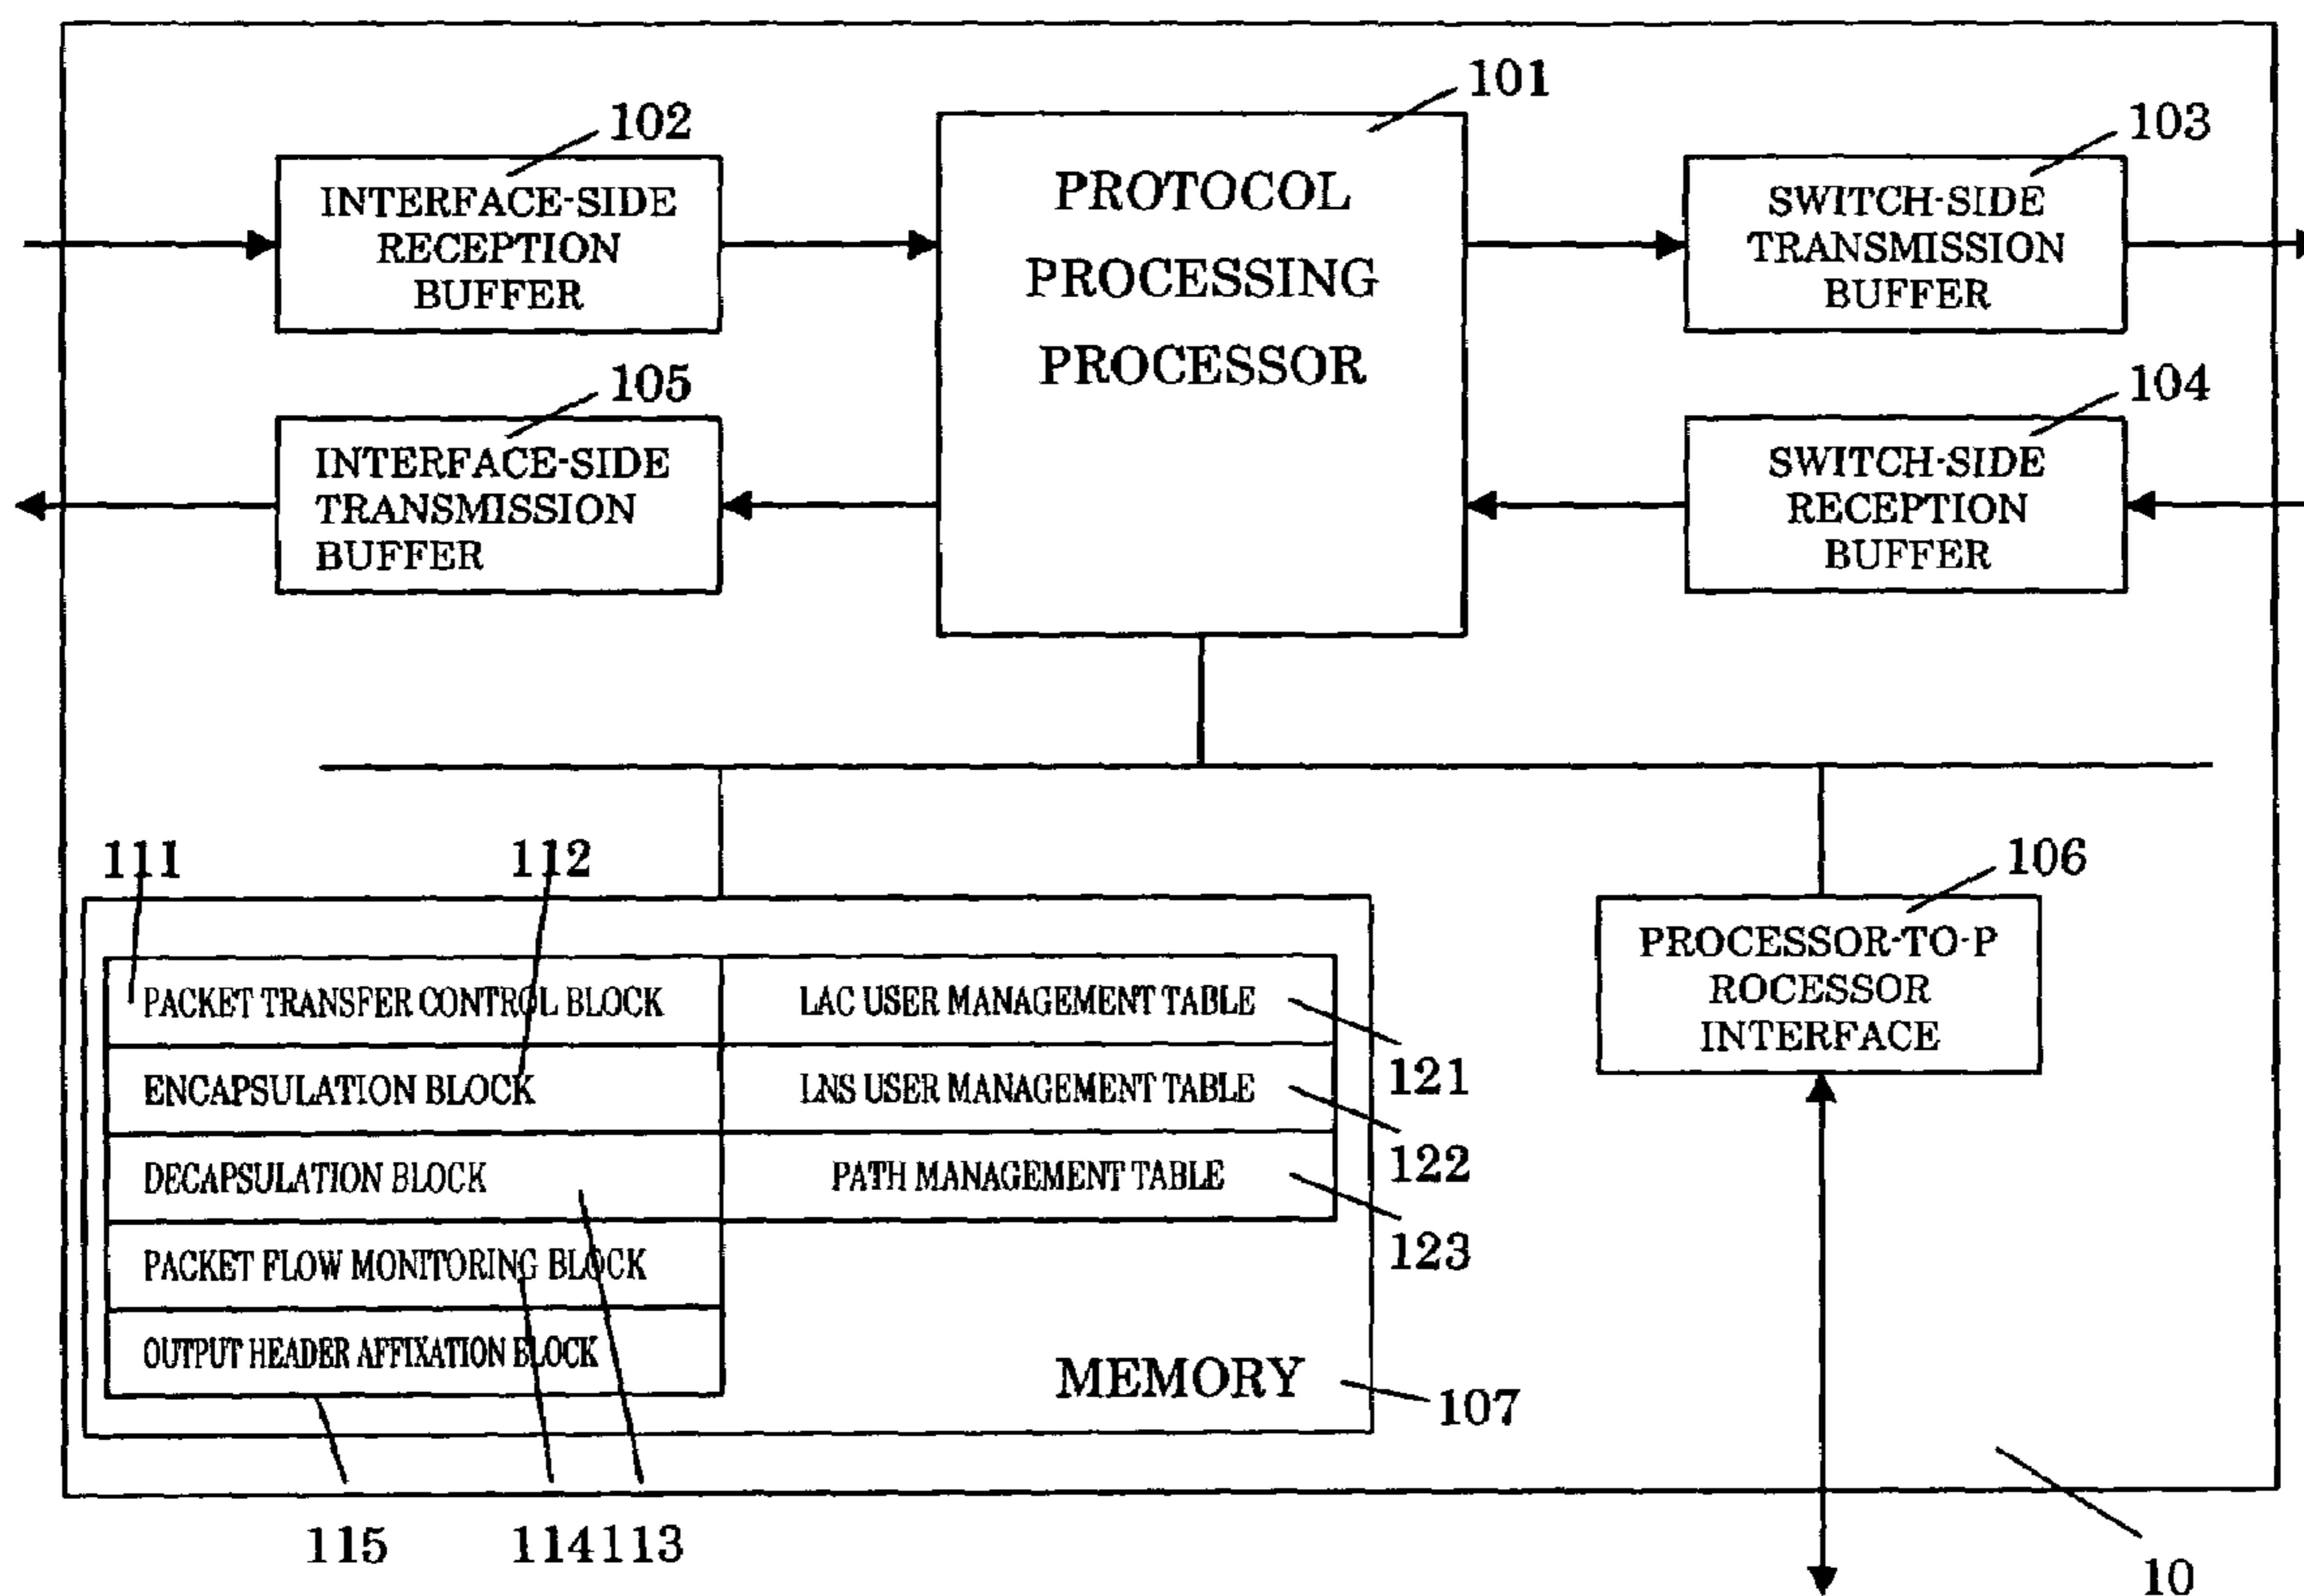 101
102
103
INTERFACE-SIDE
RECEPTION
BUFFER
PROTOCOL
PROCESSING
PROCESSOR
SWITCH-SIDE
TRANSMISSION
BUFFER
105
104
INTERFACE-SIDE
TRANSMISSION
BUFFER
SWITCH-SIDE
RECEPTION
BUFFER
111
112
106
PACKET TRANSFER CONTROL BLOCK
LAC USER MANAGEMENT TABLE
121
ENCAPSULATION BLOCK
LNS USER MANAGEMENT TABLE
122
DECAPSULATION BLOCK
PATH MANAGEMENT TABLE
123
PACKET FLOW MONITORING BLOCK
OUTPUT HEADER AFFIXATION BLOCK
MEMORY
107
PROCESSOR-TO-P
ROCESSOR
INTERFACE
115
114
113
10